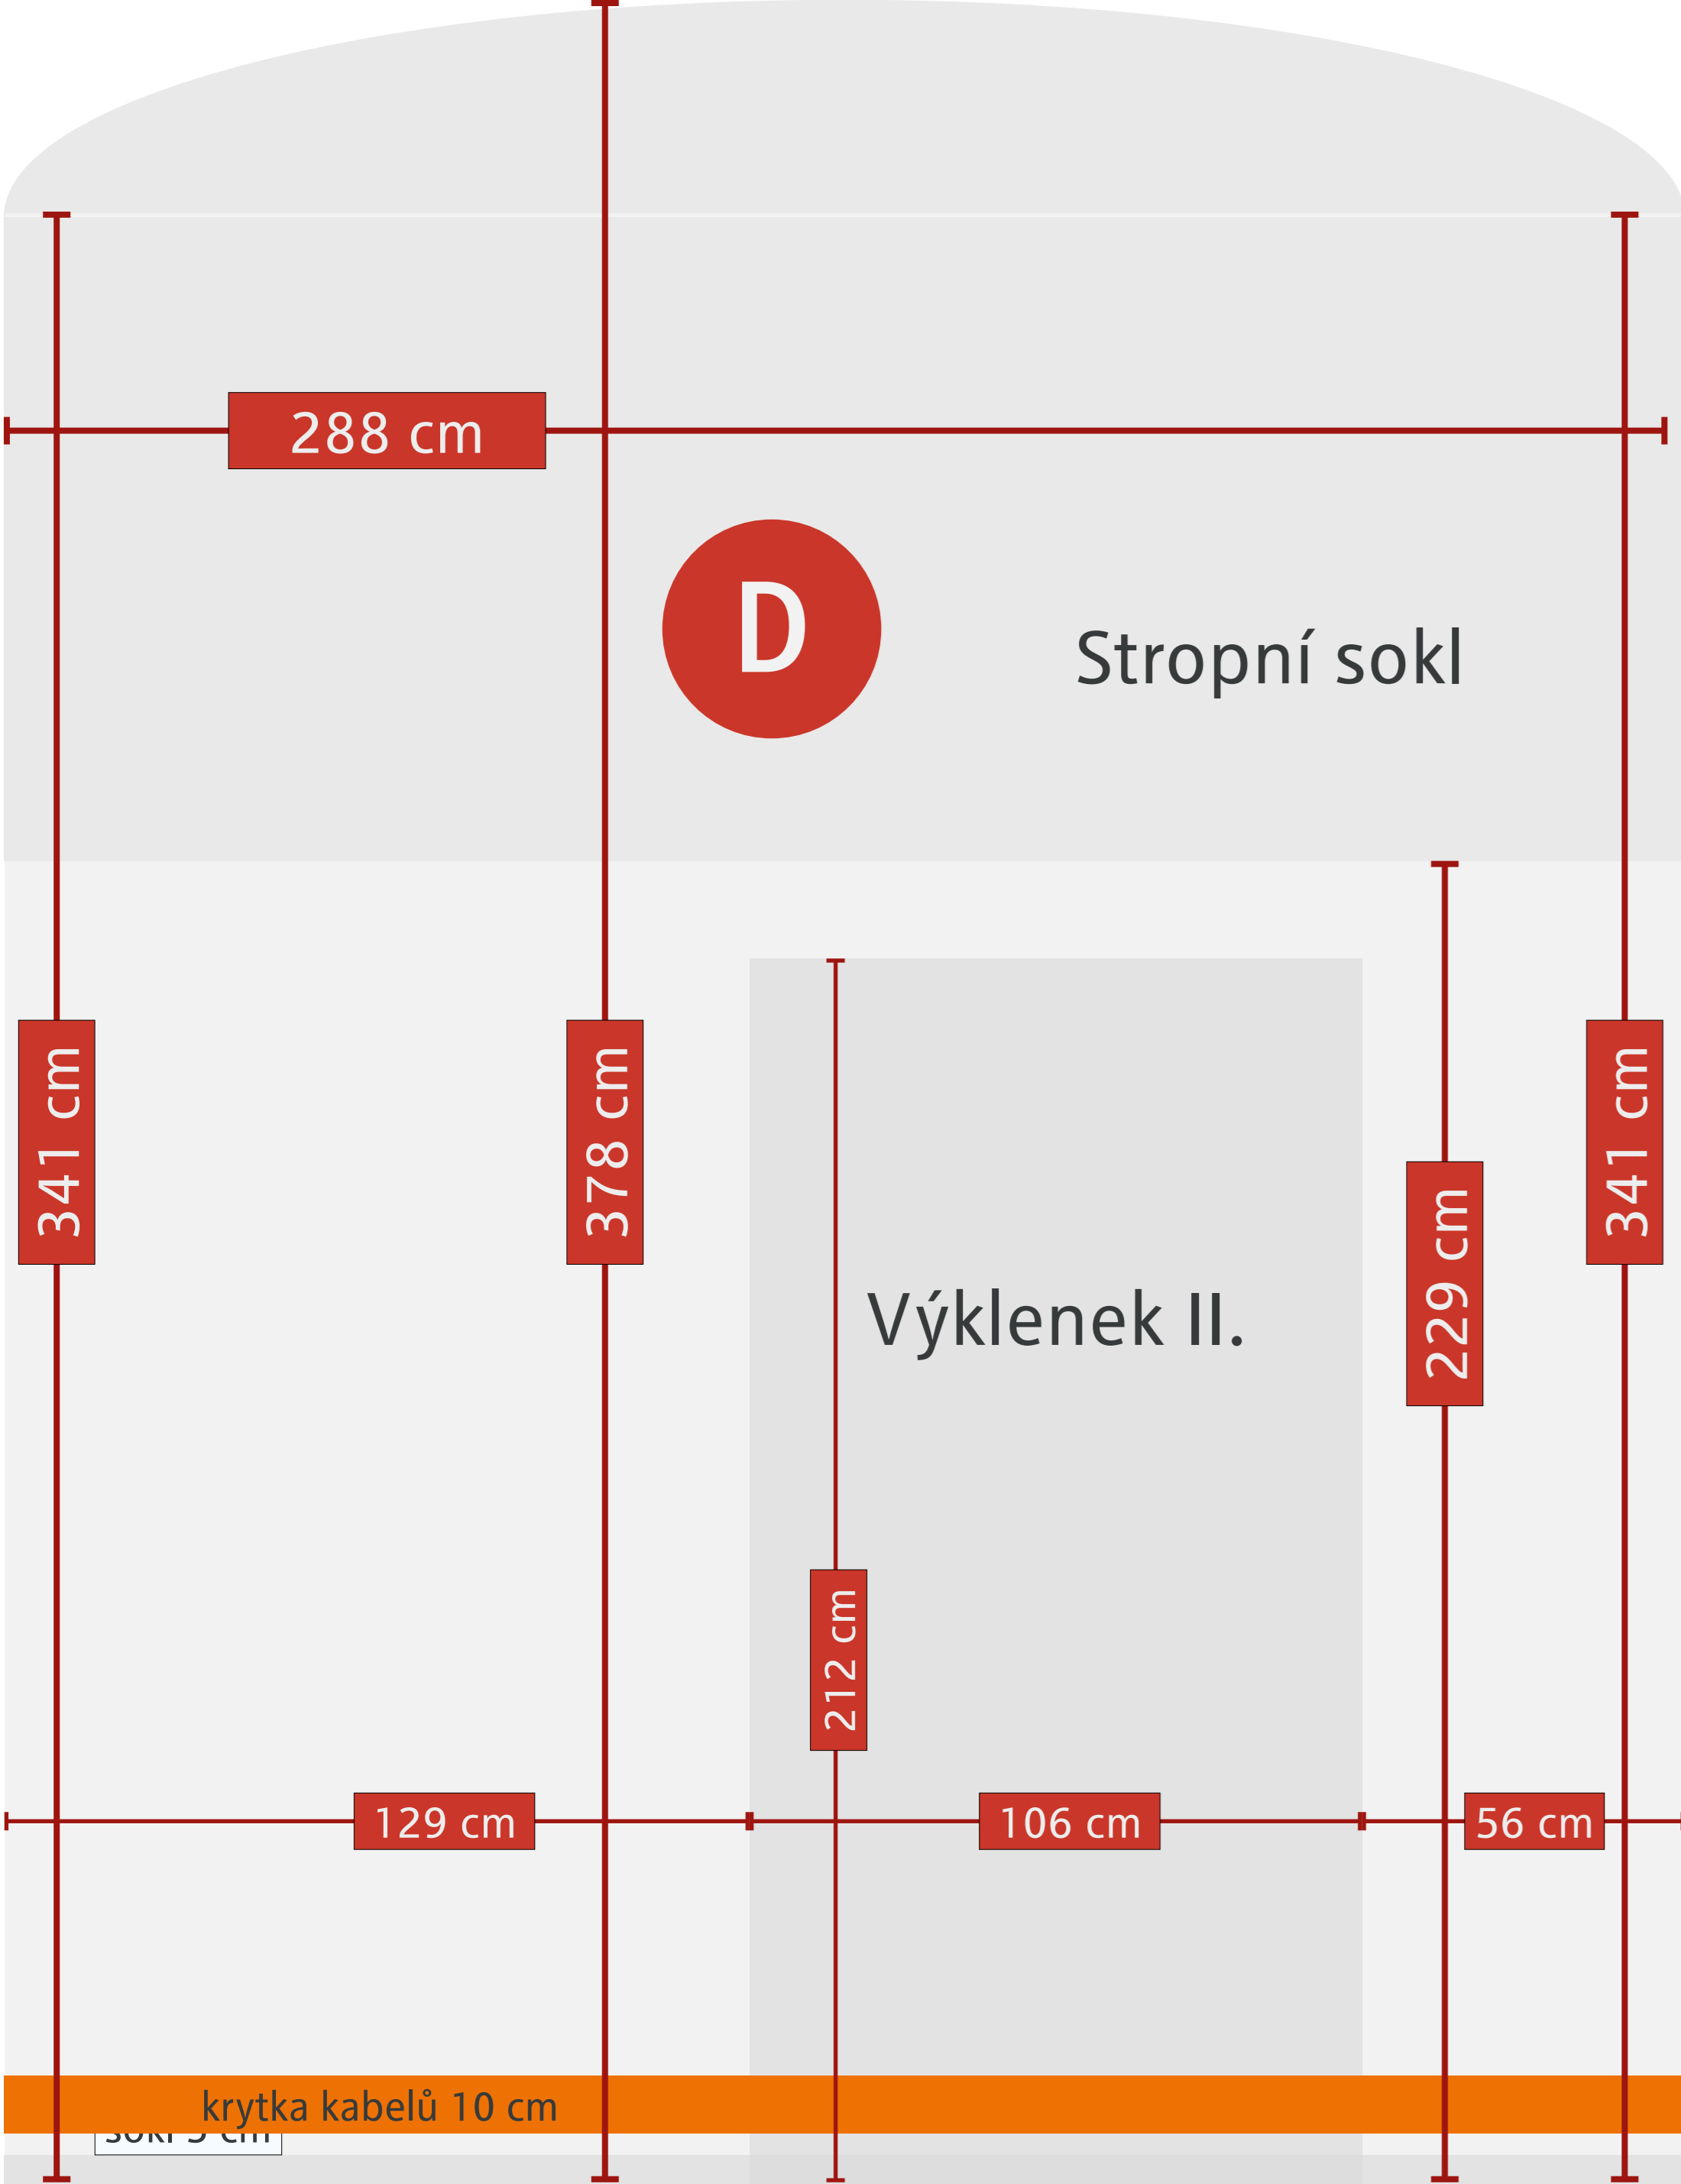 288 cm
D
Stropní sokl
341 cm
378 cm
341 cm
229 cm
Výklenek II.
212 cm
129 cm
106 cm
56 cm
krytka kabelů 10 cm